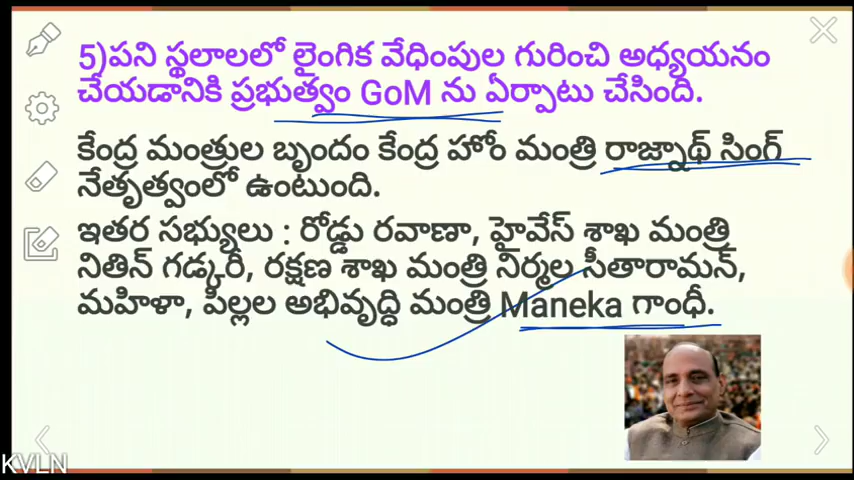 5)పని స్థలాలలో లైంగిక వేధింపుల గురించి అధ్యయనం
చేయడానికి ప్రభుత్వం GoM ను ఏర్పాటు చేసింది.
కేంద్ర మంత్రుల బృందం కేంద్ర హోం మంత్రి రాజ్నాథ్ సింగ్
నేతృత్వంలో ఉంటుంది.
ఇతర సభ్యులు : రోడ్డు రవాణా, హైవేస్ శాఖ మంత్రి
నితిన్ గడ్కరీ, రక్షణ శాఖ మంత్రి నిర్మల సీతారామన్,
మహిళా, పిల్లల అభివృద్ధి మంత్రి Maneka గాంధీ.
KVLN